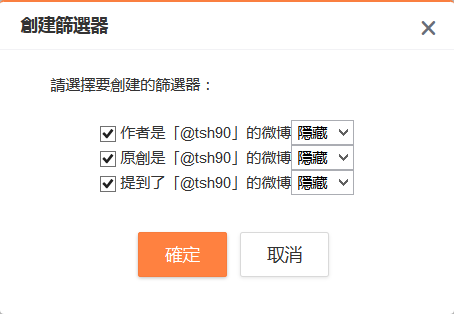 創建篩選器
請選擇要創建的篩選器：
作者是「@tsh90」的微博 隱藏
原創是「@tsh90」的微博 隱藏
提到了「@tsh90」的微博 隱藏
確定 取消